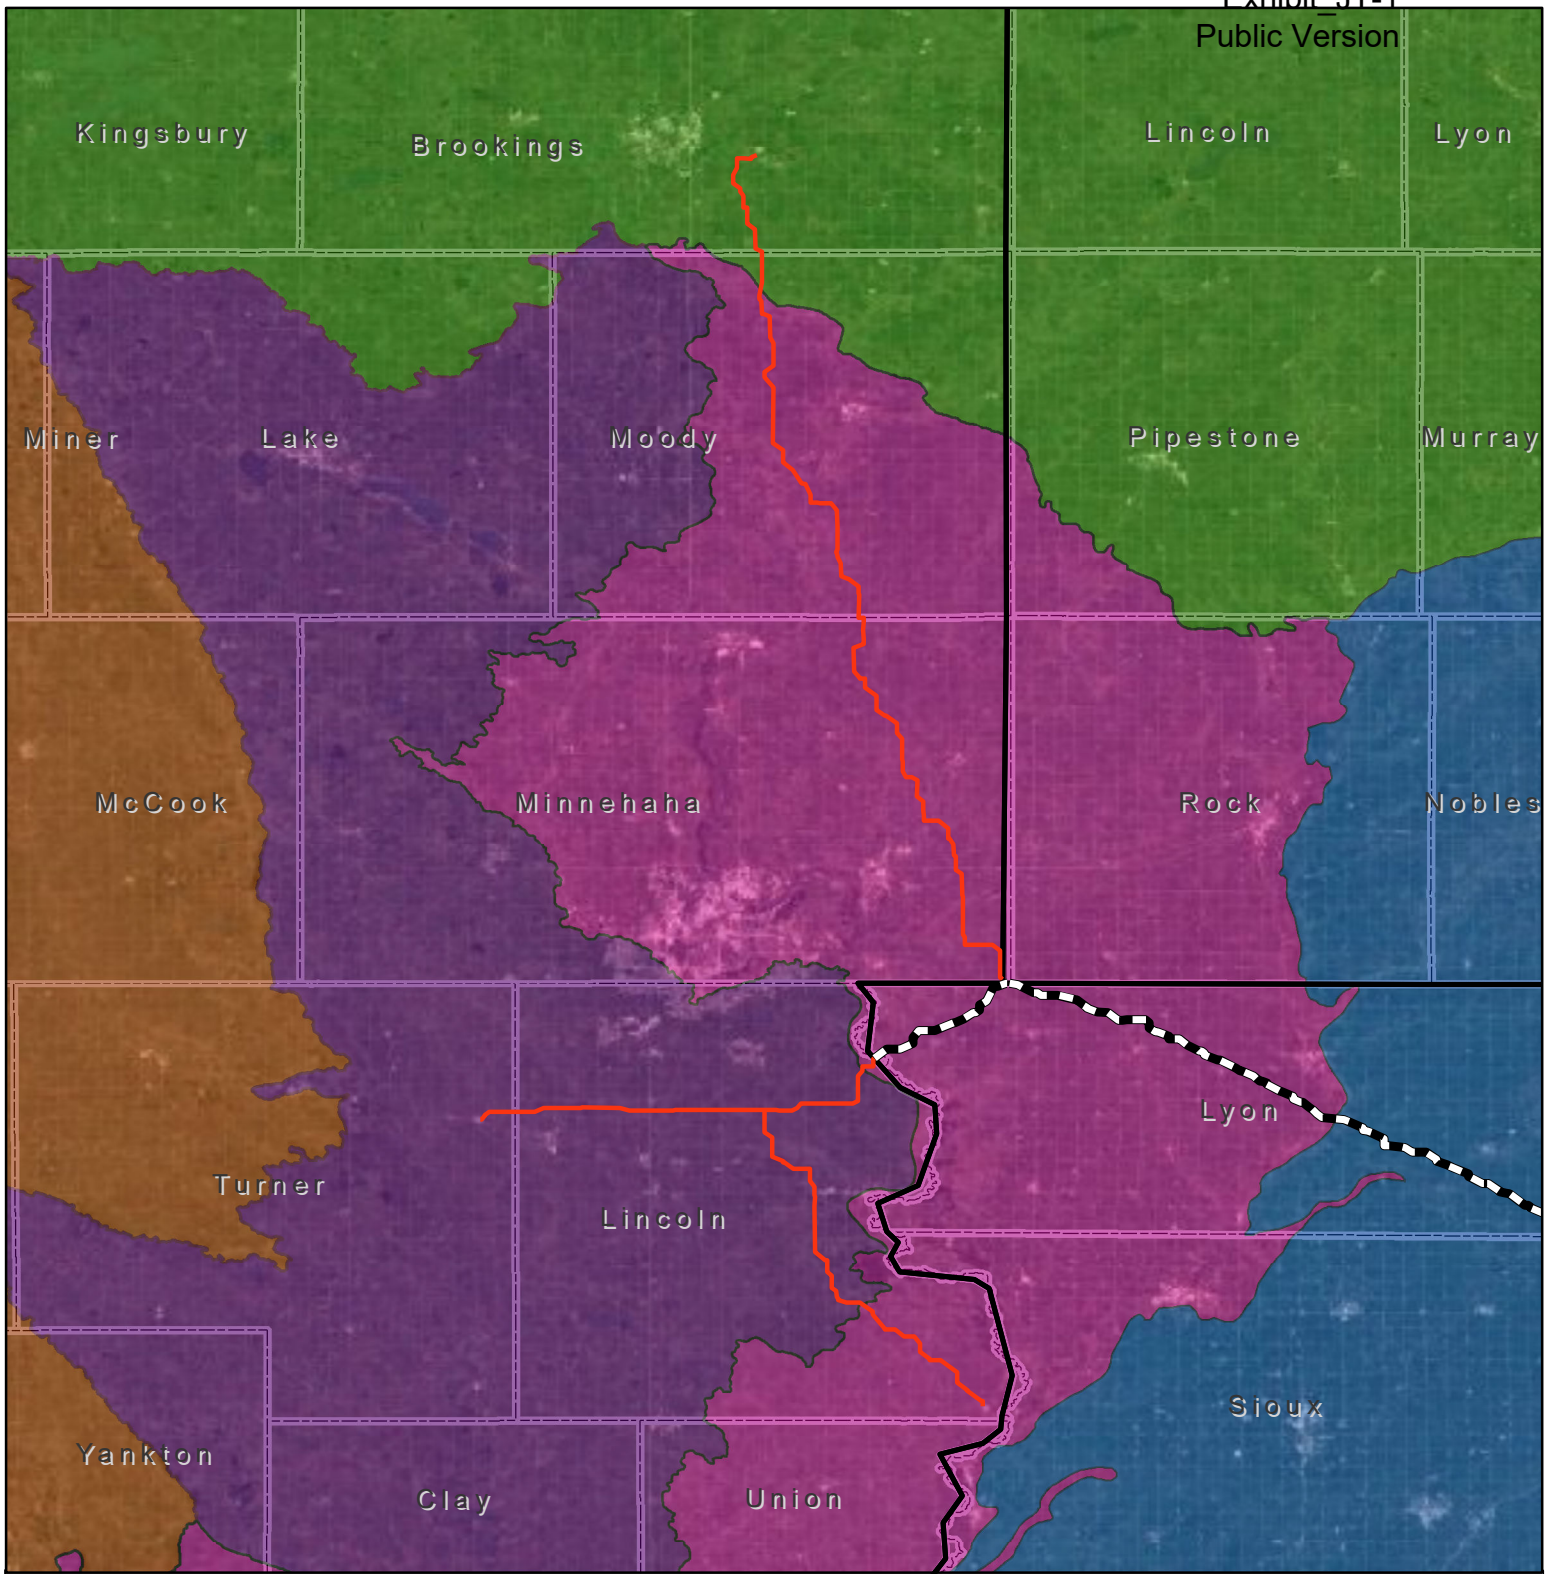 Public Version
Kingsbury
Brookings
Lincoln
Lyon
Miner
Lake
Moody
Pipestone
Murray
McCook
Minnehaha
Rock
Nobles
Lyon
Turner
Lincoln
Sioux
Yankton
Clay
Union